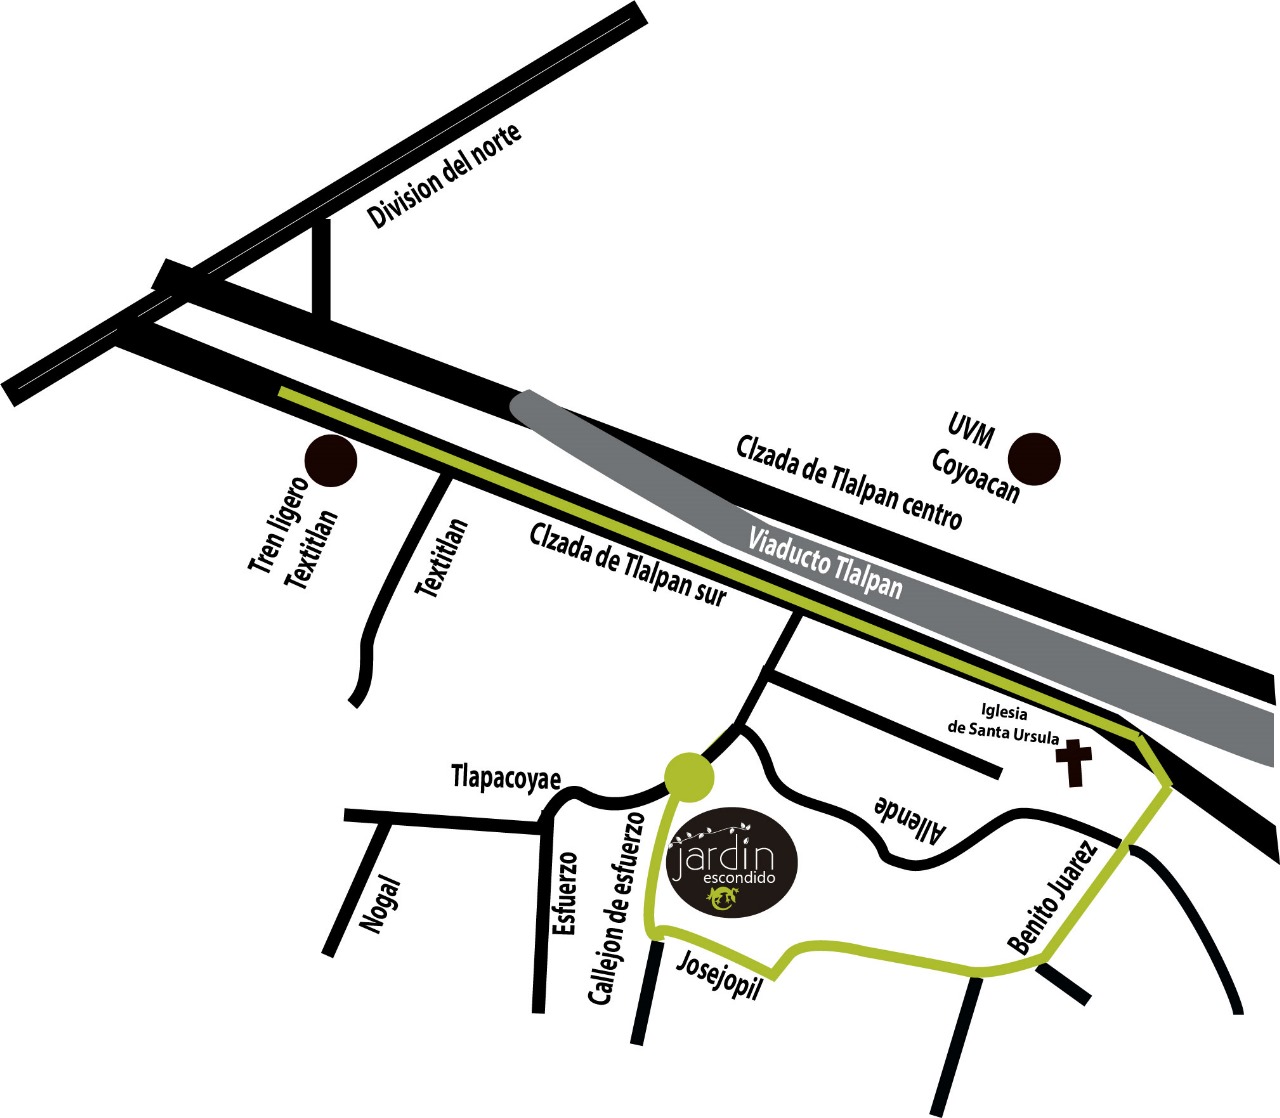 Division del norte
UVM
Coyoacan
Clzada de Tlalpan centro
Viaducto Tlalpan
Tren ligero
Textitlan
Textitlan
Clzada de Tlalpan sur
Iglesia
de Santa Ursula
Tlapacoyae
Allende
jardin
escondido
Nogal
Esfuerzo
Callejon de esfuerzo
Benito Juarez
Josejopil